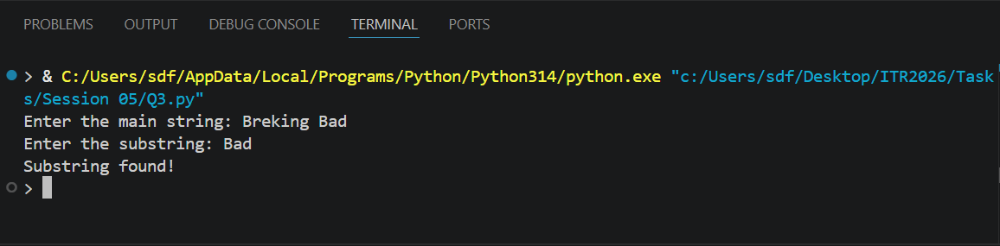 PROBLEMS OUTPUT DEBUG CONSOLE TERMINAL PORTS
> & C:/Users/sdf/AppData/Local/Programs/Python/Python314/python.exe "c:/Users/sdf/Desktop/ITR2026/Task
s/Session 05/Q3.py"
Enter the main string: Breking Bad
Enter the substring: Bad
Substring found!
>